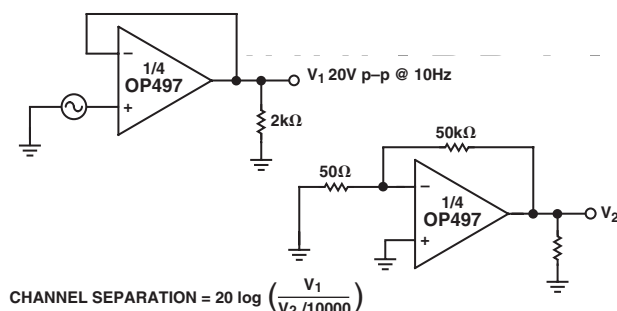 1/4
OP497
V1 20V p–p @ 10Hz
2kΩ
50kΩ
50Ω
1/4
OP497
V2
CHANNEL SEPARATION = 20 log ( V1 / V2 /10000 )